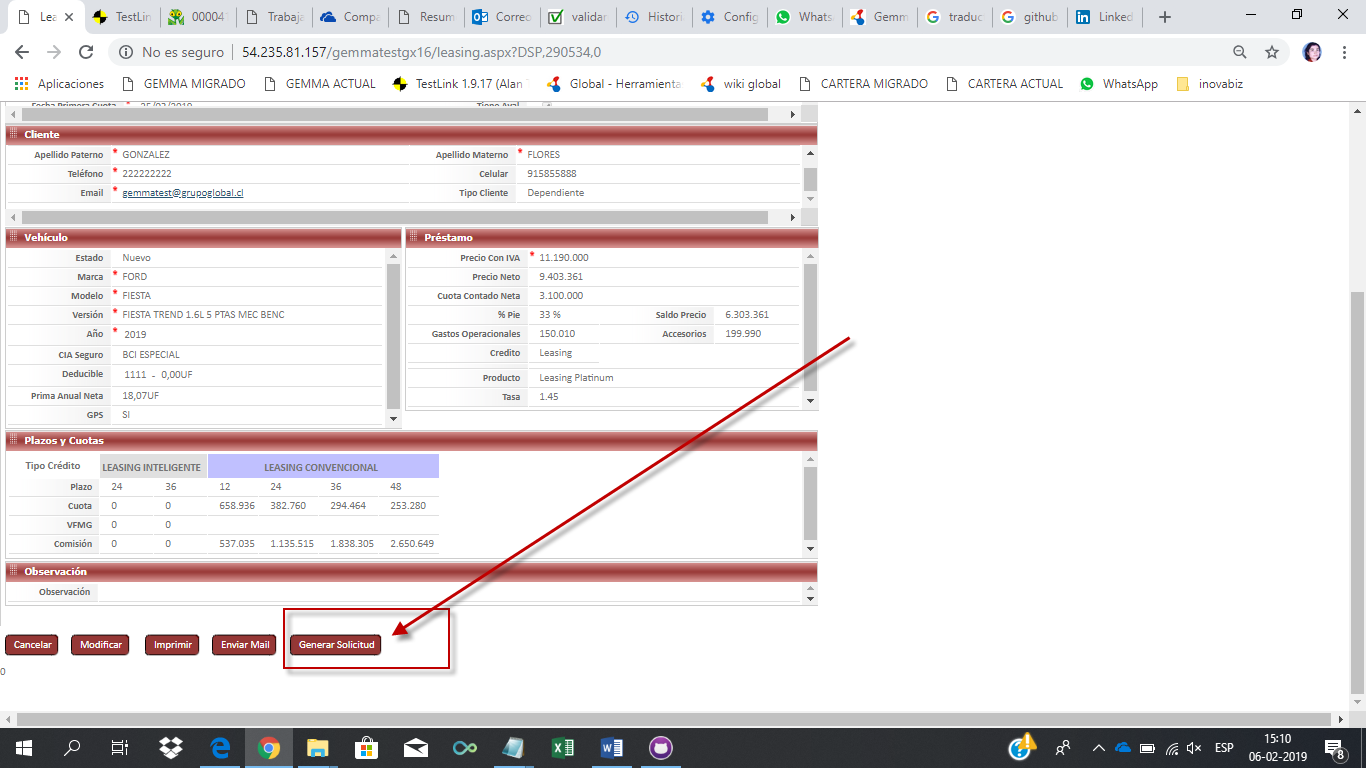 Lea
TestLink
000041
Trabaja
Compa
Resum
Correo
validar
Histori
Config
Whats
Gemm
traduc
github
Linked
No es seguro | 54.235.81.157/gemmatestgx16/leasing.aspx?DSP,290534,0
Aplicaciones GEMMA MIGRADO GEMMA ACTUAL TestLink 1.9.17 (Alan Global - Herramienta wiki global CARTERA MIGRADO CARTERA ACTUAL WhatsApp inovabiz
Fecha Primera Cuota * 25/03/2019 Tiene Aval
Cliente
Apellido Paterno * GONZALEZ Apellido Materno * FLORES
Teléfono * 222222222 Celular 915855888
Email * gemmatest@grupoglobal.cl Tipo Cliente Dependiente
Vehículo
Estado Nuevo
Marca * FORD
Modelo * FIESTA
Versión * FIESTA TREND 1.6L 5 PTAS MEC BENC
Año * 2019
CIA Seguro BCI ESPECIAL
Deducible 1111 - 0,00UF
Prima Anual Neta 18,07UF
GPS SI
Préstamo
Precio Con IVA * 11.190.000
Precio Neto 9.403.361
Cuota Contado Neta 3.100.000
% Pie 33 % Saldo Precio 6.303.361
Gastos Operacionales 150.010 Accesorios 199.990
Credito Leasing
Producto Leasing Platinum
Tasa 1.45
Plazos y Cuotas
Tipo Crédito LEASING INTELIGENTE LEASING CONVENCIONAL
Plazo 24 36 12 24 36 48
Cuota 0 0 658.936 382.760 294.464 253.280
VFMG 0 0
Comisión 0 0 537.035 1.135.515 1.838.305 2.650.649
Observación
Observación
Cancelar Modificar Imprimir Enviar Mail Generar Solicitud
0
ESP
15:10
06-02-2019
8